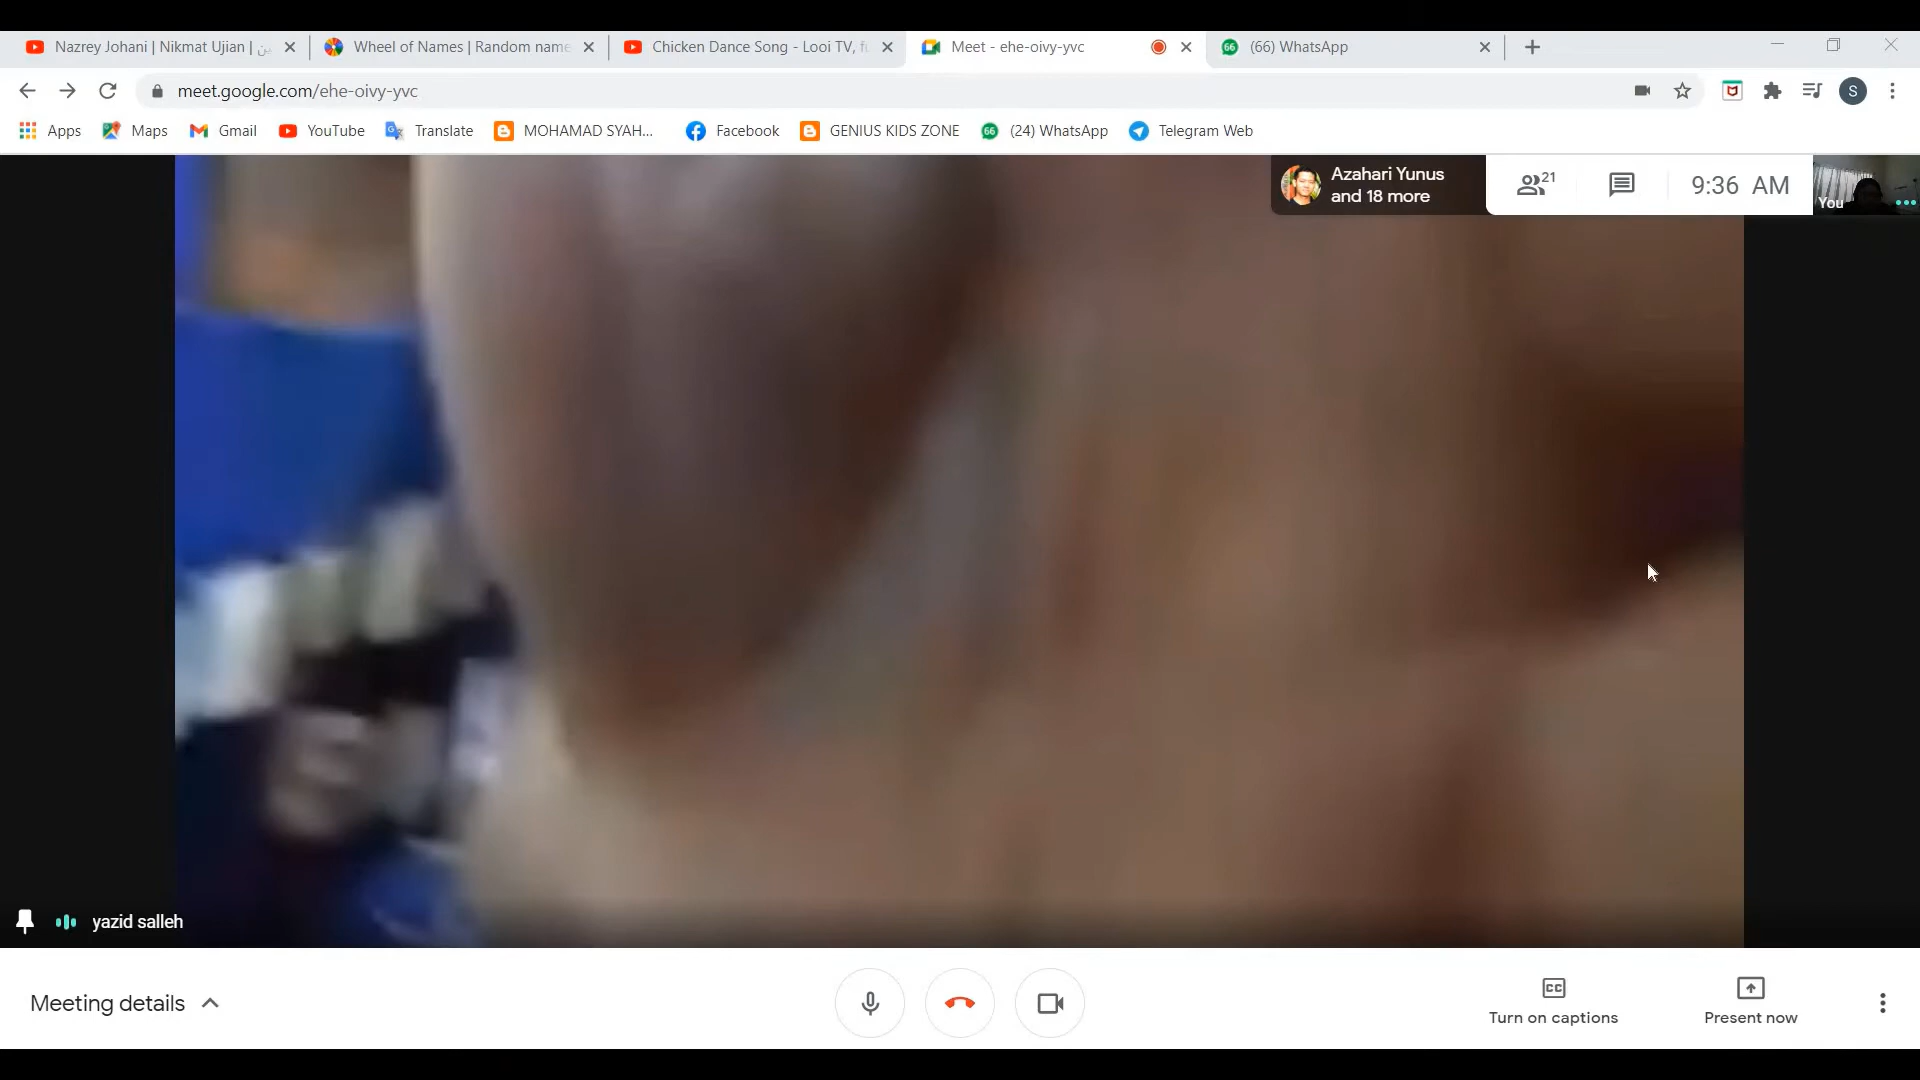 Nazrey Johani | Nikmat Ujian |
Wheel of Names | Random name
Chicken Dance Song - Looi TV, f
Meet - ehe-oivy-yvc
(66) WhatsApp
meet.google.com/ehe-oivy-yvc
S
Apps
Maps
Gmail
YouTube
Translate
MOHAMAD SYAH...
Facebook
GENIUS KIDS ZONE
66
(24) WhatsApp
Telegram Web
Azahari Yunus
and 18 more
21
9:36 AM
You
yazid salleh
Meeting details
CC
Turn on captions
Present now